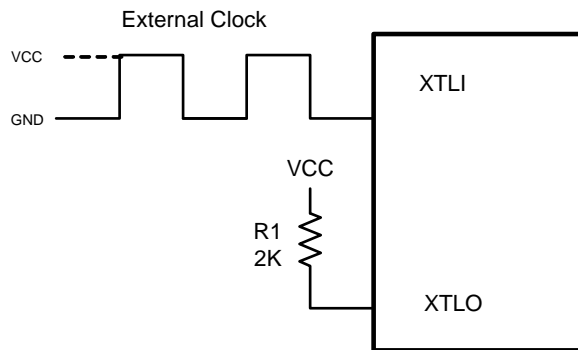 External Clock
VCC
GND
XTLI
VCC
R1
2K
XTLO